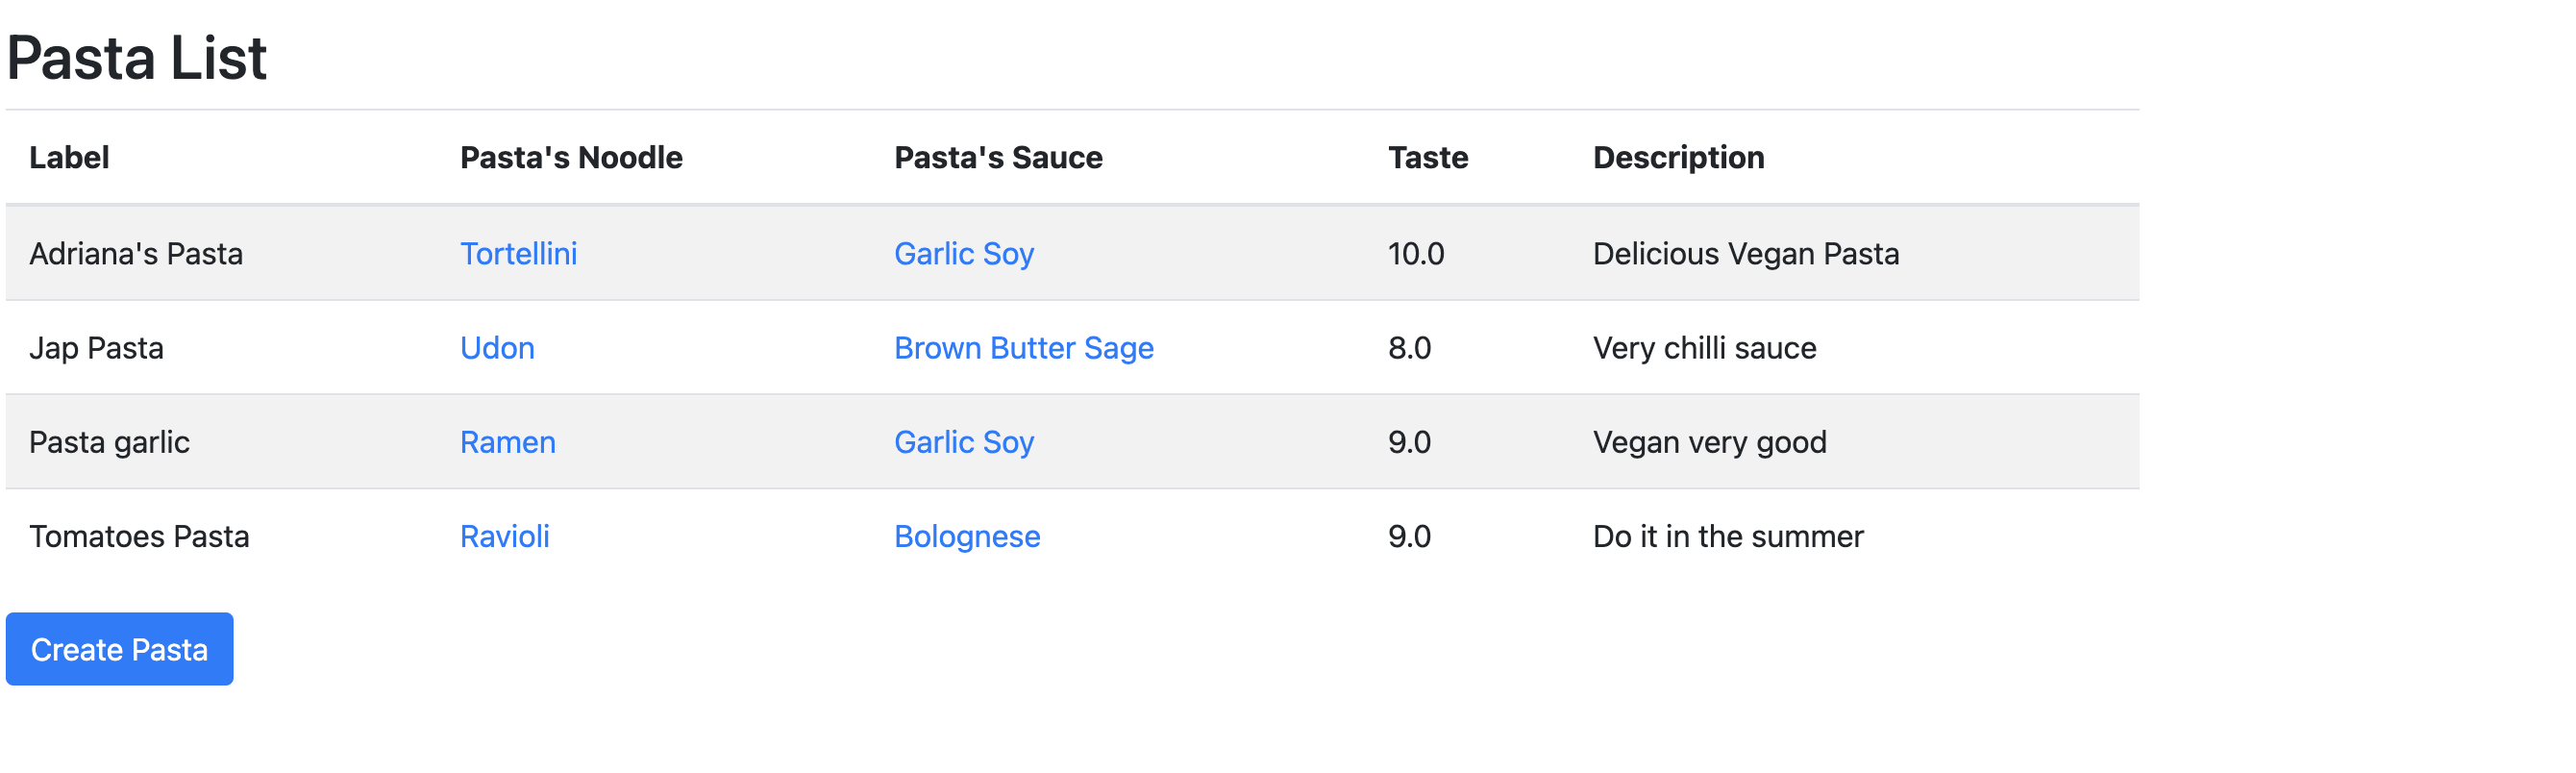 Pasta List
Label Pasta's Noodle Pasta's Sauce Taste Description
Adriana's Pasta Tortellini Garlic Soy 10.0 Delicious Vegan Pasta
Jap Pasta Udon Brown Butter Sage 8.0 Very chilli sauce
Pasta garlic Ramen Garlic Soy 9.0 Vegan very good
Tomatoes Pasta Ravioli Bolognese 9.0 Do it in the summer
Create Pasta